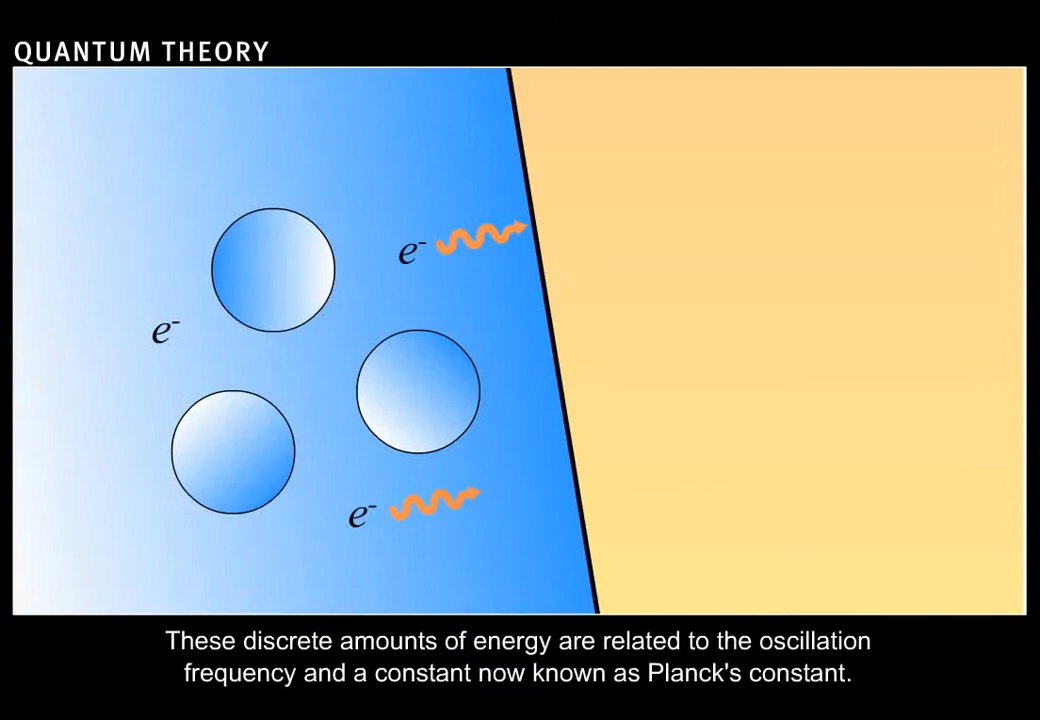 QUANTUM THEORY
e⁻
e⁻
e⁻
These discrete amounts of energy are related to the oscillation
frequency and a constant now known as Planck's constant.